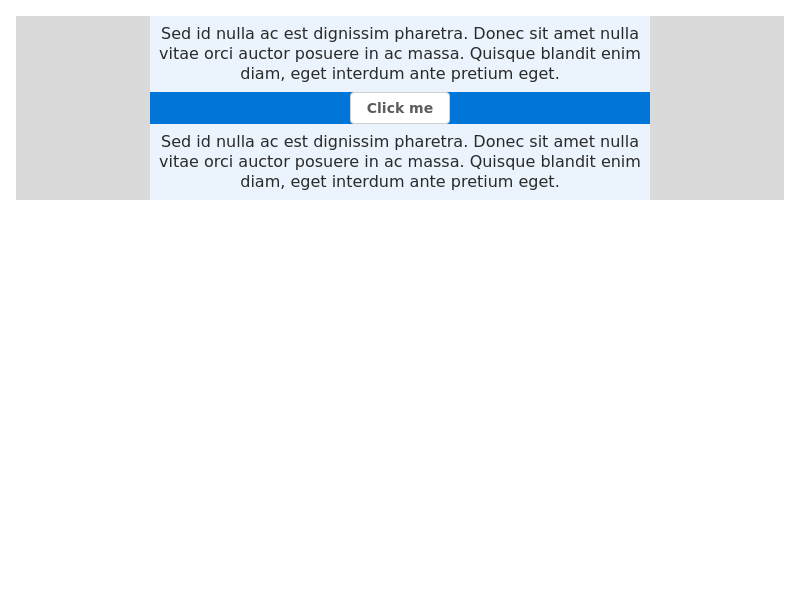 Sed id nulla ac est dignissim pharetra. Donec sit amet nulla
vitae orci auctor posuere in ac massa. Quisque blandit enim
diam, eget interdum ante pretium eget.
Click me
Sed id nulla ac est dignissim pharetra. Donec sit amet nulla
vitae orci auctor posuere in ac massa. Quisque blandit enim
diam, eget interdum ante pretium eget.